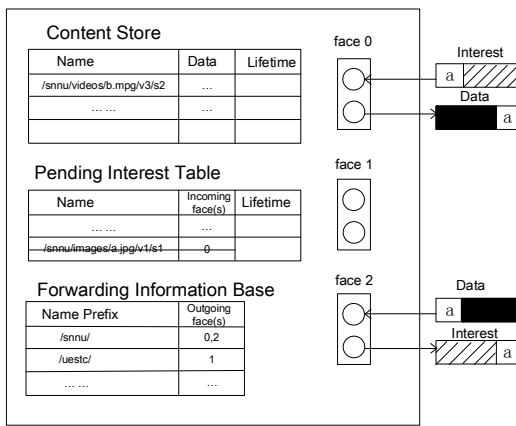 Content Store
Name Data Lifetime
/snnu/videos/b.mpg/v3/s2 ...
... ... ...
Pending Interest Table
Name Incoming face(s) Lifetime
... ... ...
/snnu/images/a.jpg/v1/s1 0
Forwarding Information Base
Name Prefix Outgoing face(s)
/snnu/ 0,2
/uestc/ 1
... ... ...
face 0
face 1
face 2
Interest
a
Data
a
Data
a
Interest
a